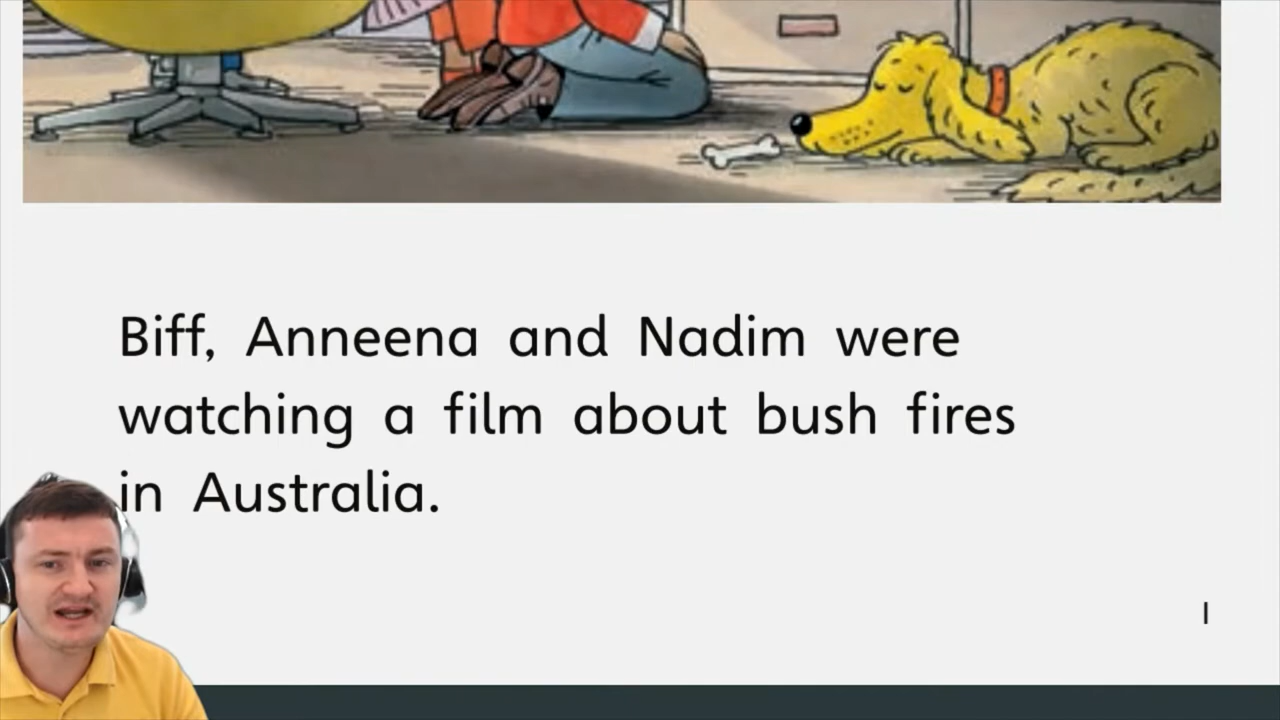 Biff, Anneena and Nadim were
watching a film about bush fires
in Australia.
1